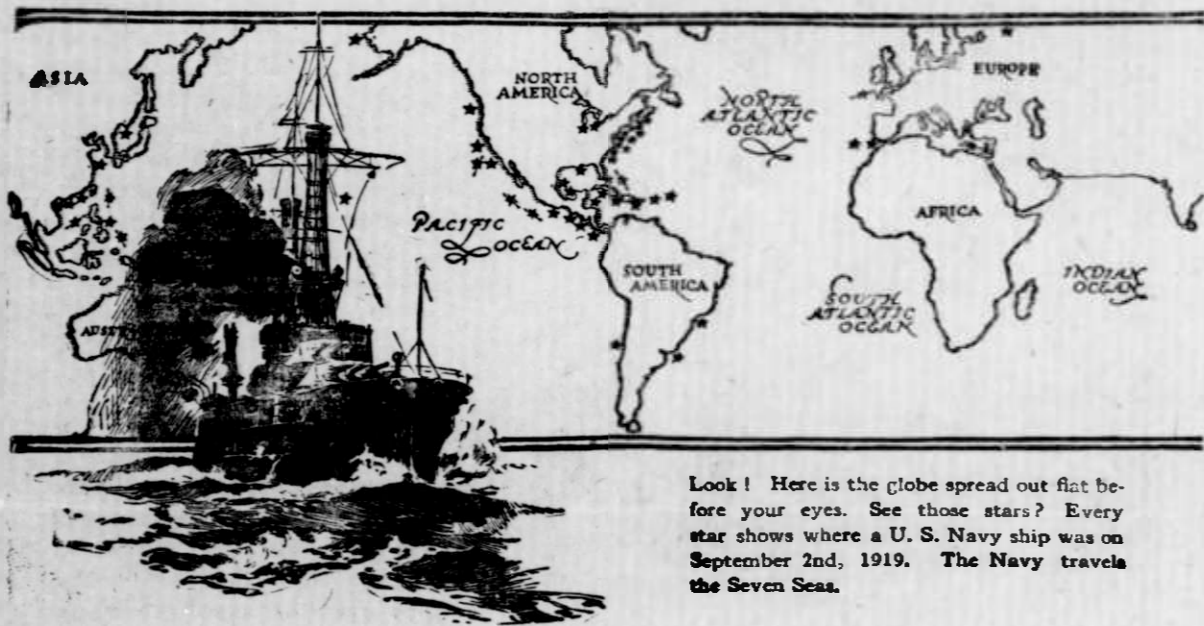 ASIA
NORTH
AMERICA
EUROPE
NORTH
ATLANTIC
OCEAN
AFRICA
PACIFIC
OCEAN
SOUTH
AMERICA
INDIAN
OCEAN
SOUTH
ATLANTIC
OCEAN
Look! Here is the globe spread out flat be-
fore your eyes. See those stars? Every
star shows where a U. S. Navy ship was on
September 2nd, 1919. The Navy travels
the Seven Seas.